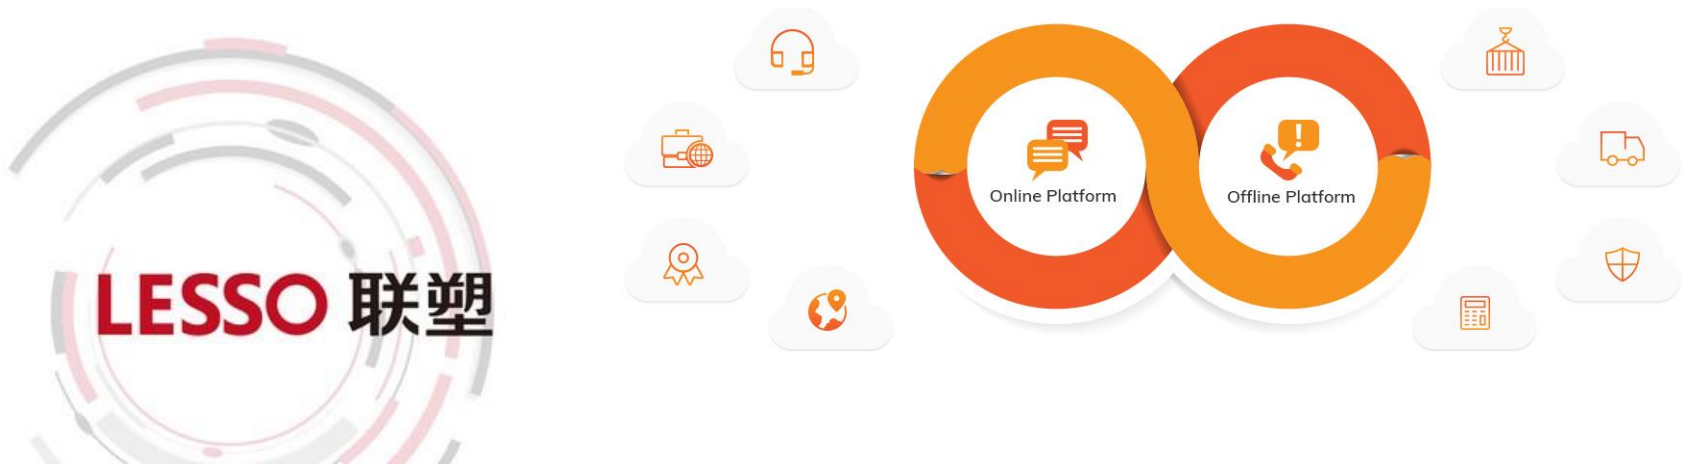 LESSO 联塑
Online Platform
Offline Platform